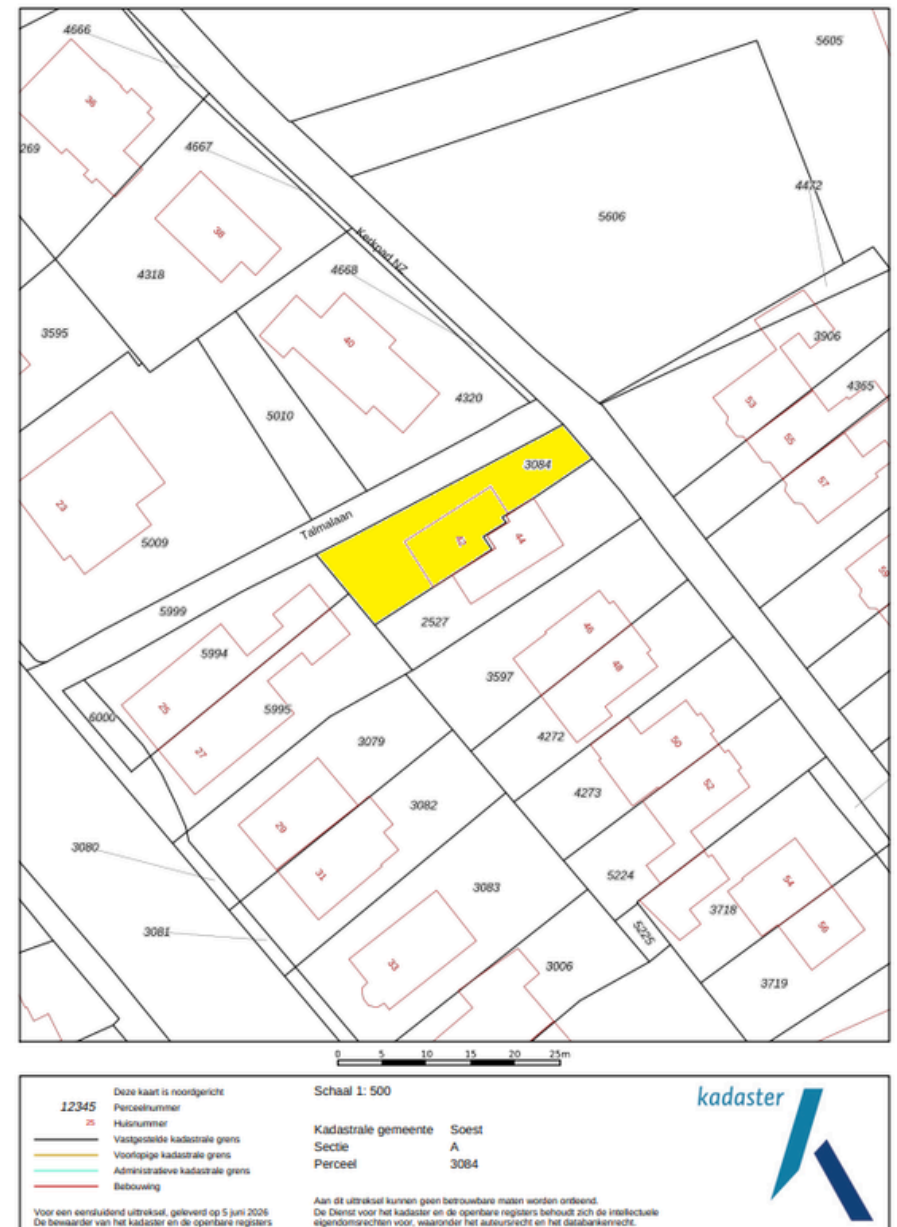 4666
5605
36
269
4667
4472
5606
38
Kerkpad NZ
4318
4668
3595
3906
40
4365
4320
53
5010
55
3084
57
23
Talmalaan
42
44
5009
59
5999
2527
46
5994
3597
48
25
5995
6000
4272
50
3079
27
52
4273
3082
29
3080
31
5224
54
3083
3718
56
3081
5225
33
3006
3719
0 5 10 15 20 25m
Deze kaart is noordgericht
12345 Perceelnummer
25 Huisnummer
Vastgestelde kadastrale grens
Voorlopige kadastrale grens
Administratieve kadastrale grens
Bebouwing
Voor een eensluidend uittreksel, geleverd op 5 juni 2026
De bewaarder van het kadaster en de openbare registers
Schaal 1: 500
Kadastrale gemeente Soest
Sectie A
Perceel 3084
Aan dit uittreksel kunnen geen betrouwbare maten worden ontleend.
De Dienst voor het kadaster en de openbare registers behoudt zich de intellectuele
eigendomsrechten voor, waaronder het auteursrecht en het databankenrecht.
kadaster